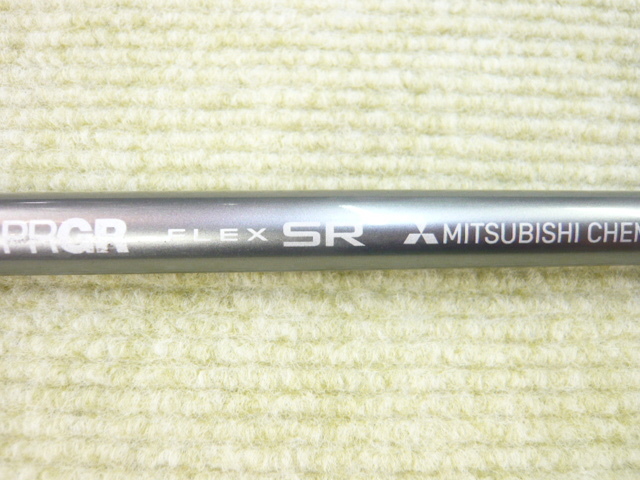 PRGR FLEX SR MITSUBISHI CHEM